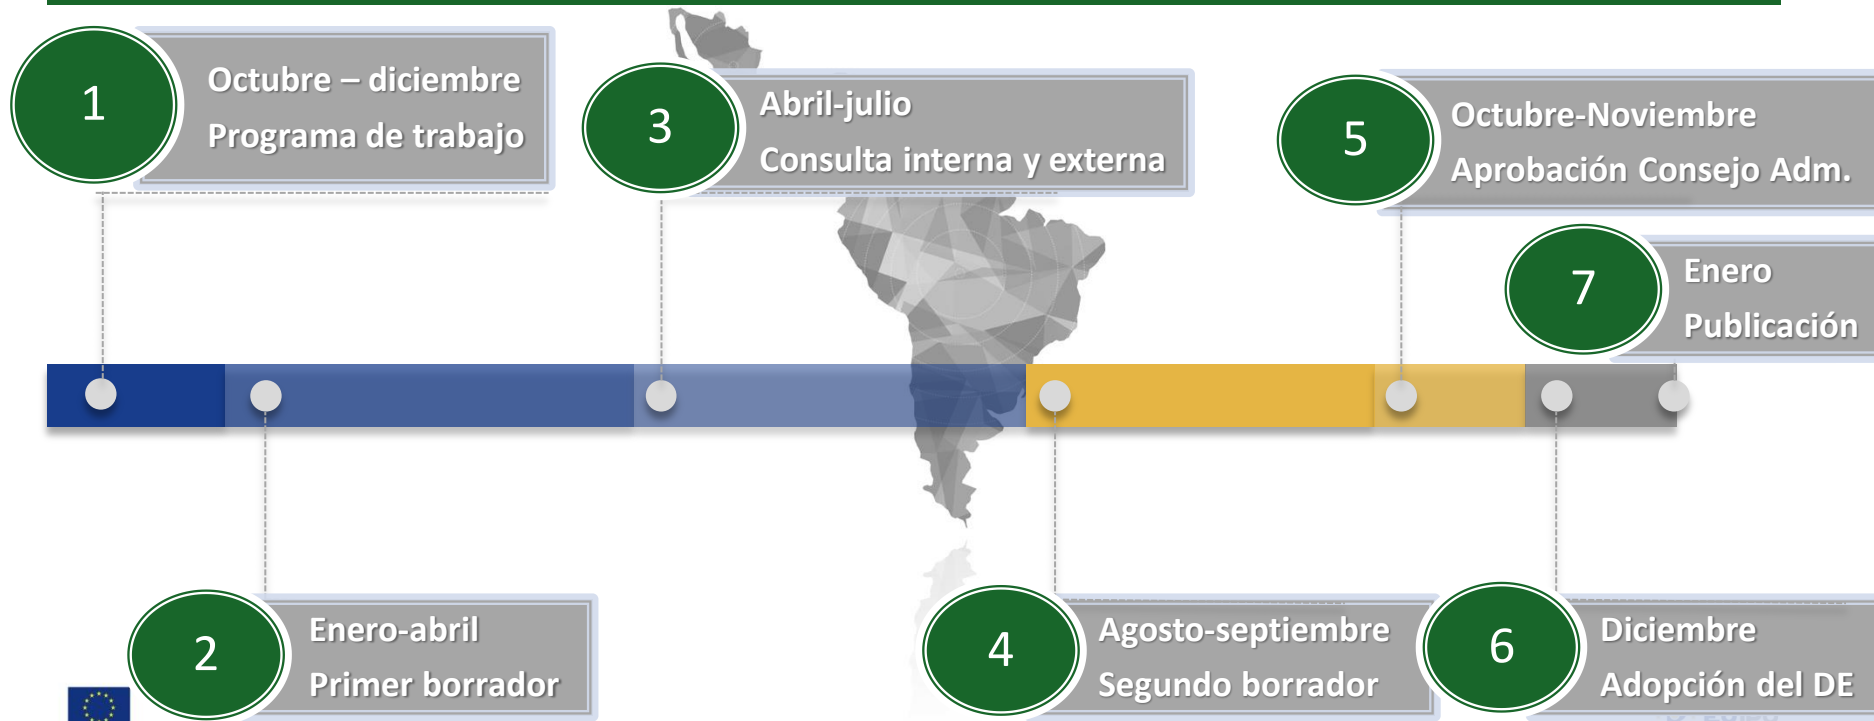 1
Octubre – diciembre
Programa de trabajo
3
Abril-julio
Consulta interna y externa
5
Octubre-Noviembre
Aprobación Consejo Adm.
7
Enero
Publicación
2
Enero-abril
Primer borrador
4
Agosto-septiembre
Segundo borrador
6
Diciembre
Adopción del DE